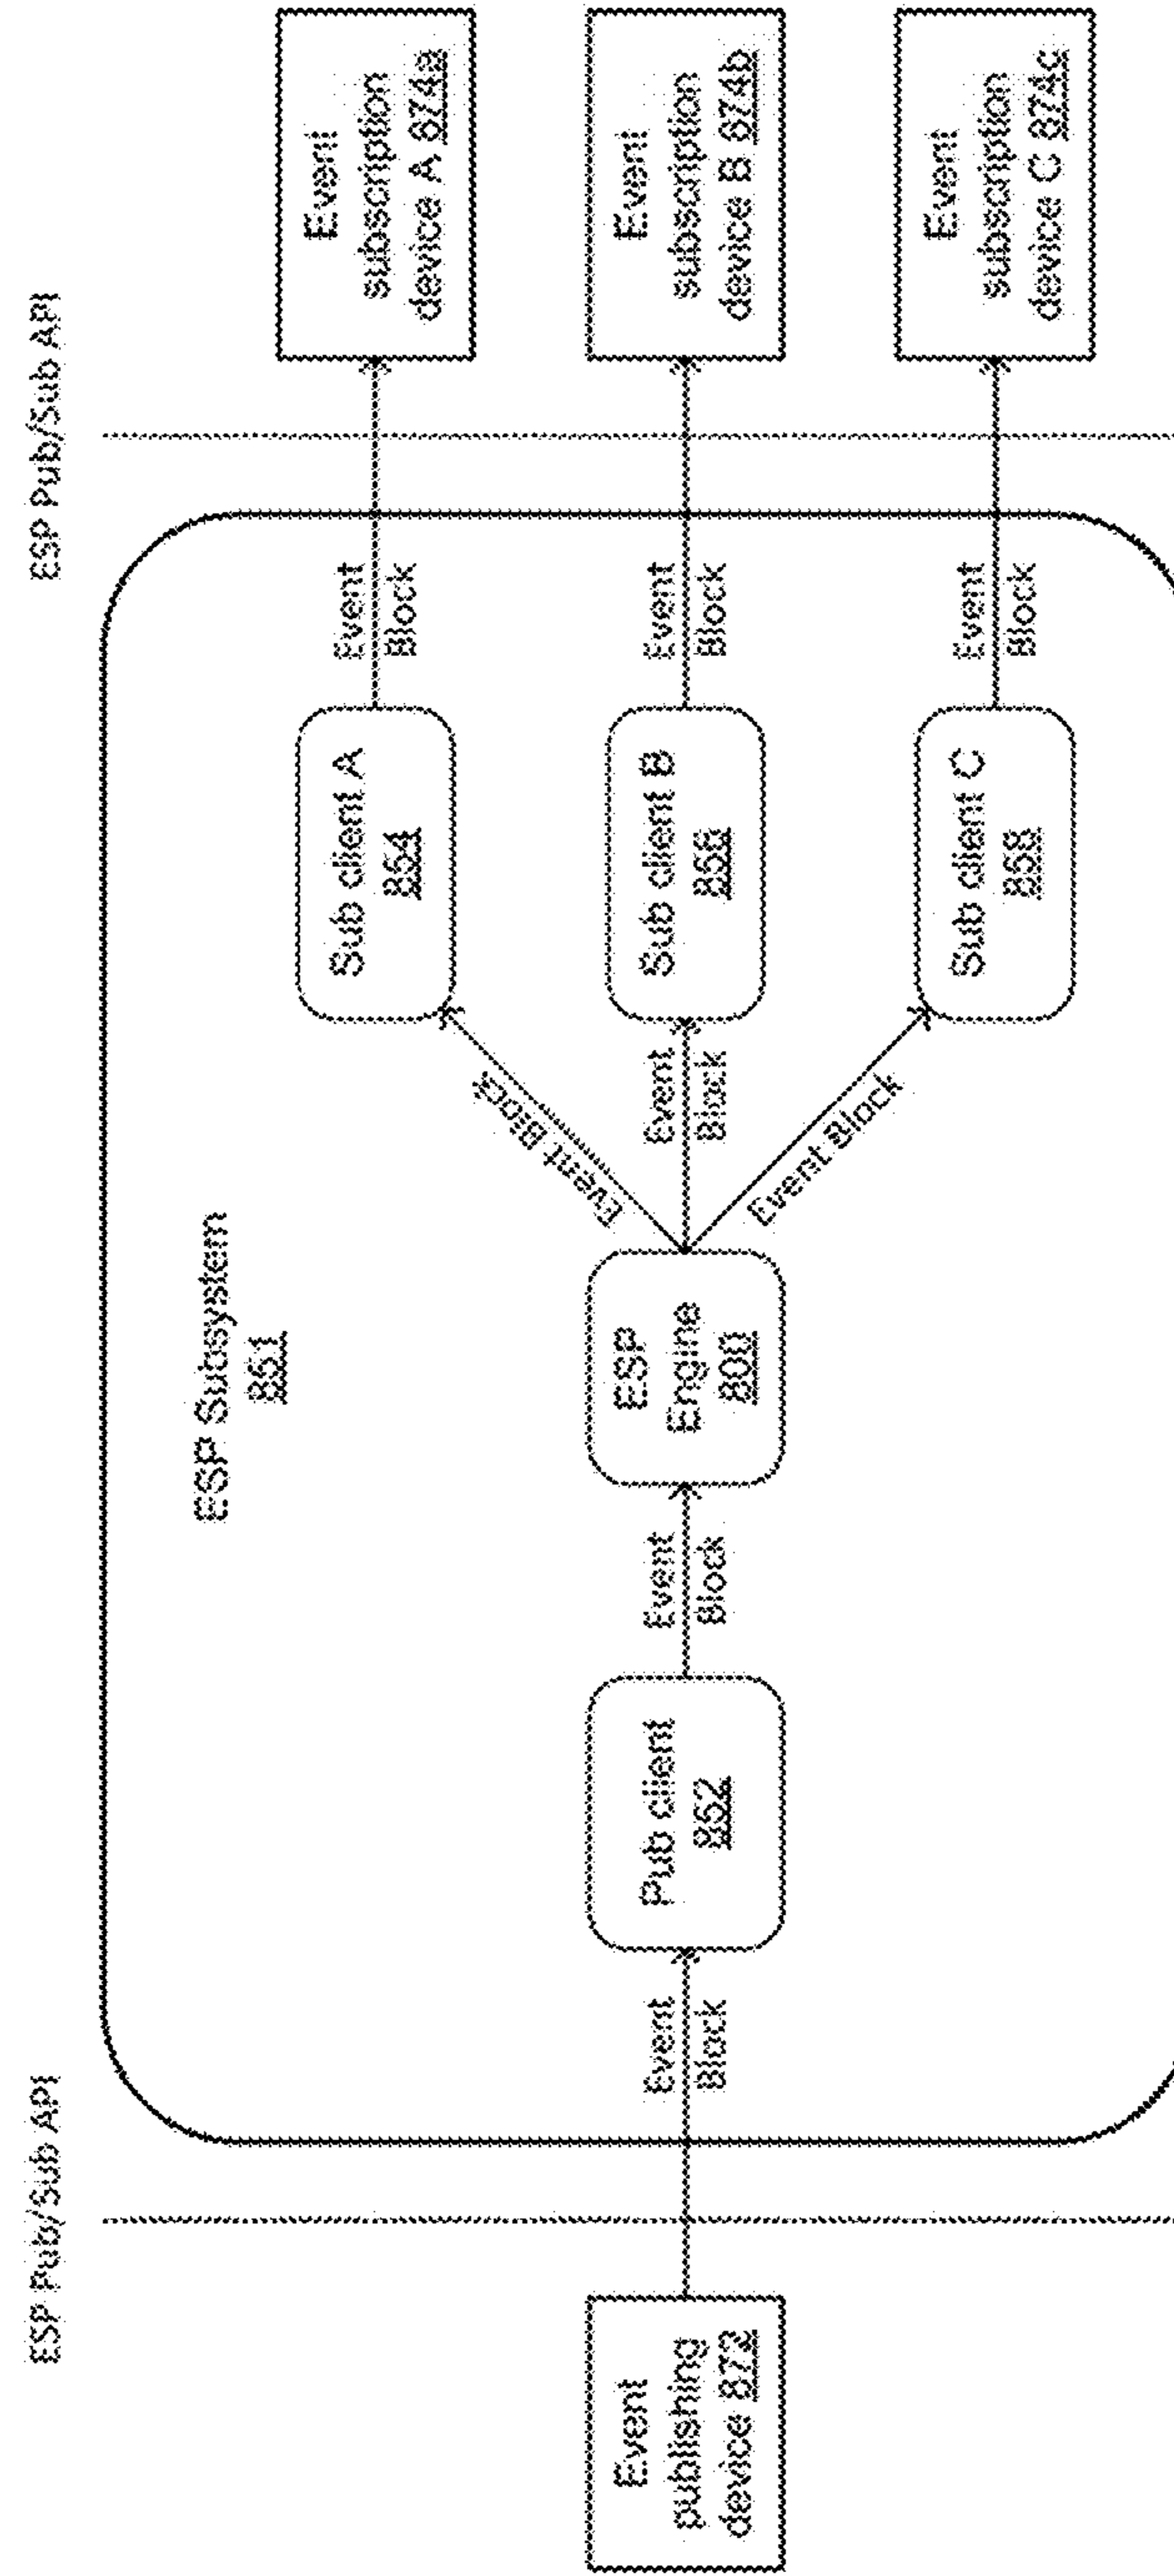 ESP Pub/Sub API
ESP Pub/Sub API
ESP Subsystem
851
Event
publishing
device 872
Event
Block
Pub client
852
Event
Block
ESP
Engine
800
Event Block
Event
Block
Event Block
Sub client A
854
Event
Block
Event
subscription
device A 874a
Sub client B
856
Event
Block
Event
subscription
device B 874b
Sub client C
858
Event
Block
Event
subscription
device C 874c